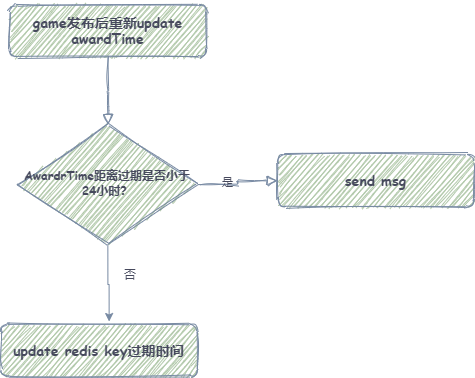 game发布后重新update
awardTime
AwardrTime距离过期是否小于
24小时?
是
send msg
否
update redis key过期时间